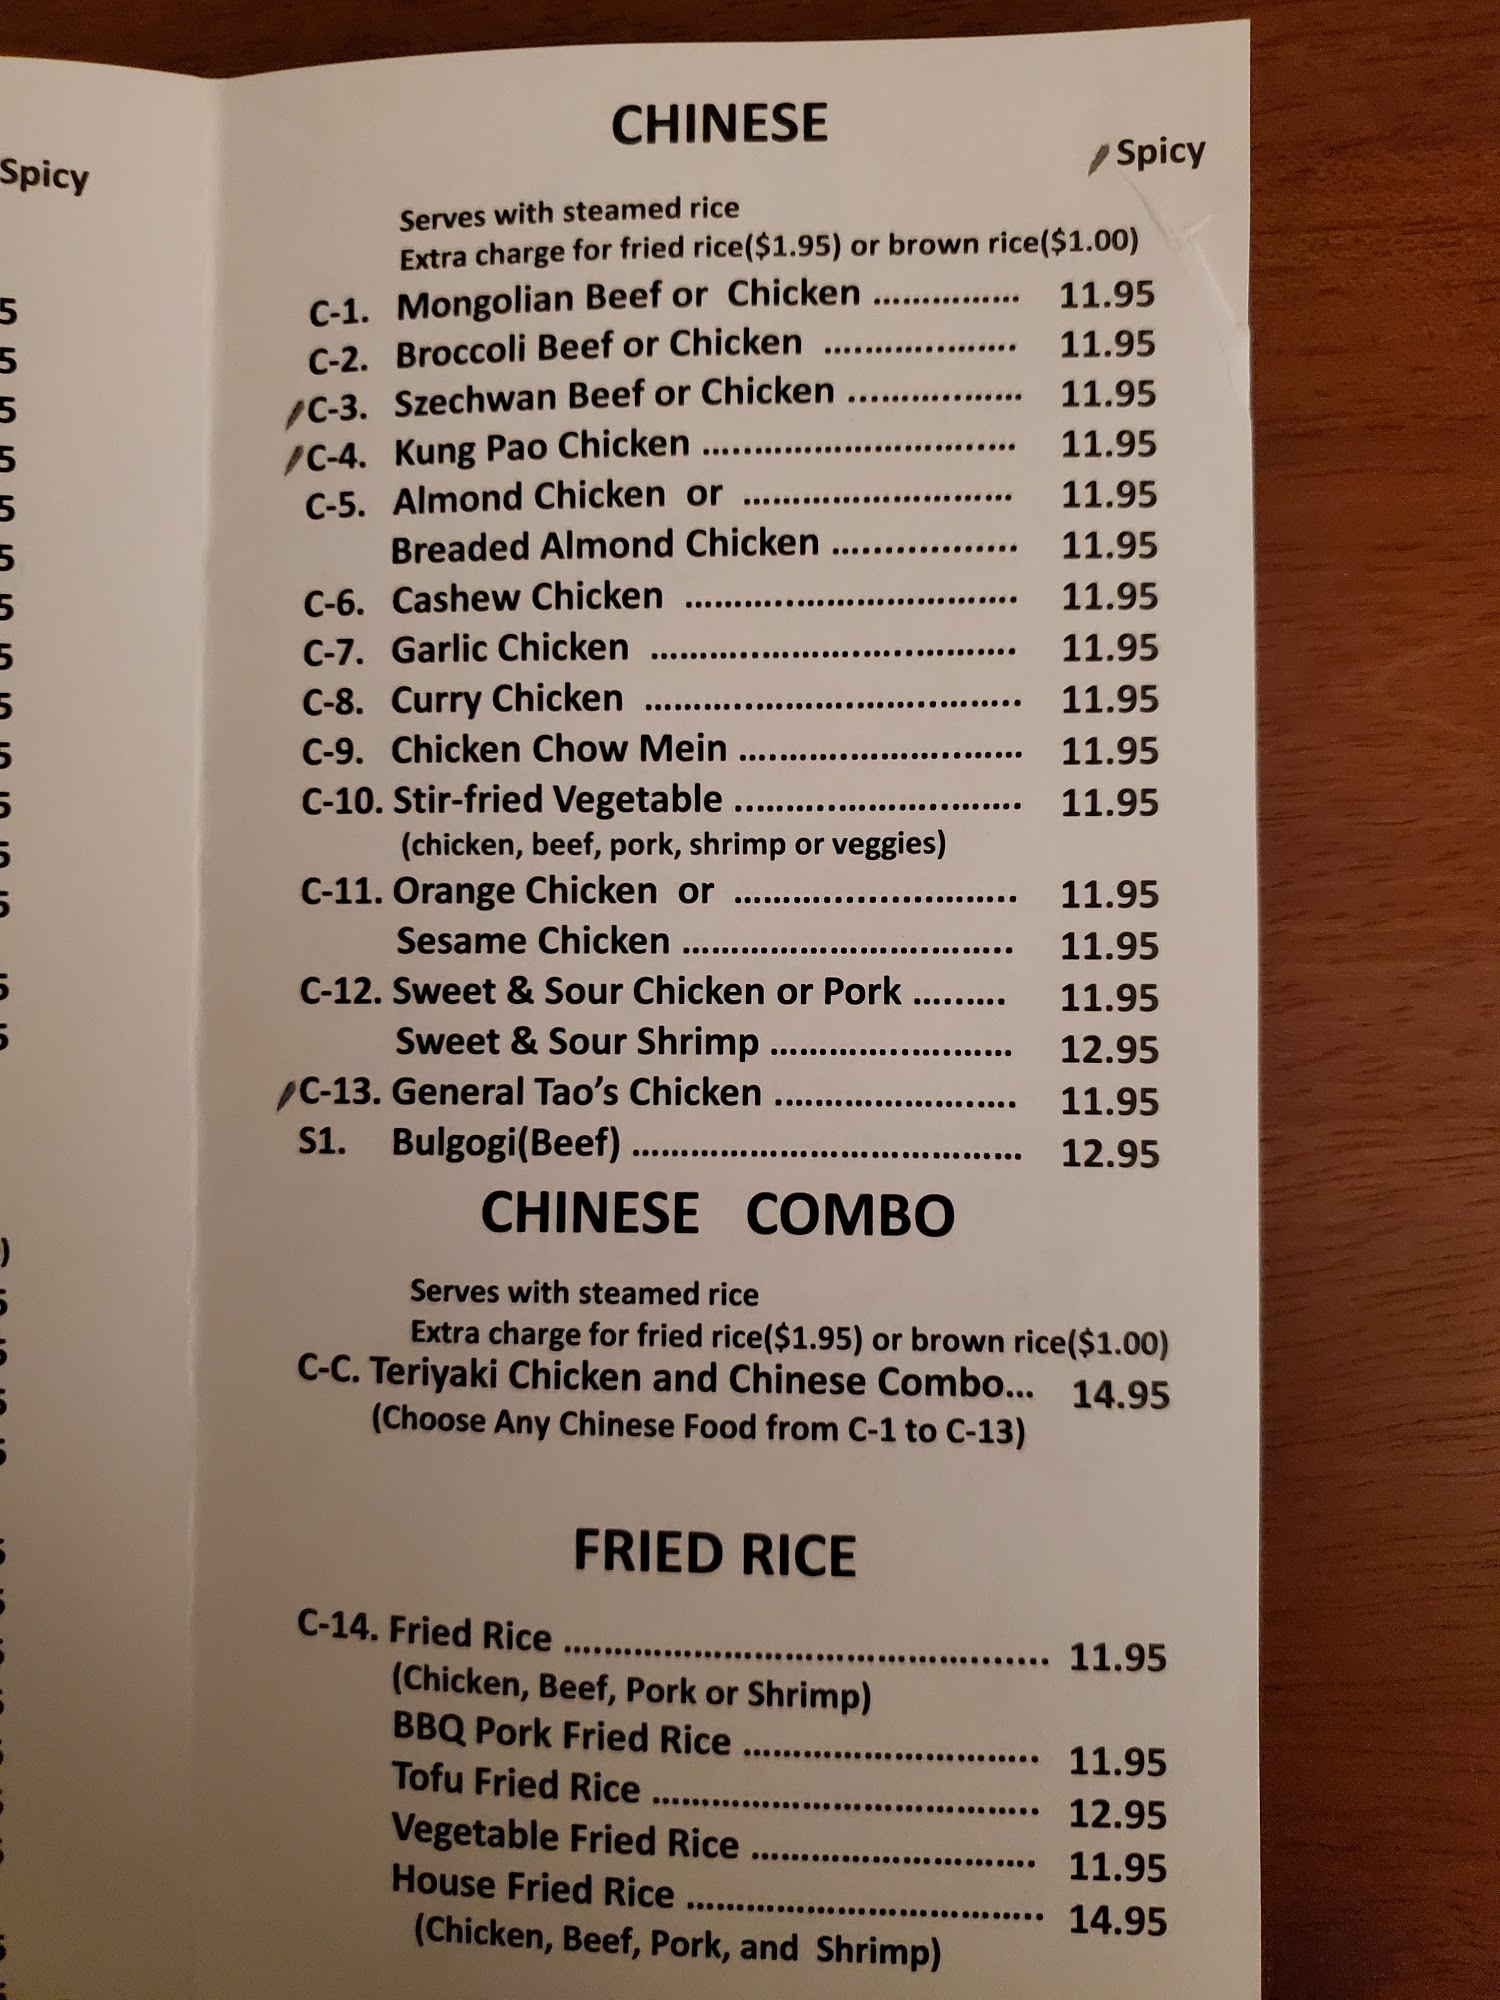 Spicy
CHINESE
Spicy
Serves with steamed rice
Extra charge for fried rice($1.95) or brown rice($1.00)
C-1. Mongolian Beef or Chicken ............... 11.95
C-2. Broccoli Beef or Chicken ................... 11.95
C-3. Szechwan Beef or Chicken ................. 11.95
C-4. Kung Pao Chicken ............................... 11.95
C-5. Almond Chicken or ........................... 11.95
Breaded Almond Chicken ................... 11.95
C-6. Cashew Chicken ................................. 11.95
C-7. Garlic Chicken .................................... 11.95
C-8. Curry Chicken ..................................... 11.95
C-9. Chicken Chow Mein ............................ 11.95
C-10. Stir-fried Vegetable ............................ 11.95
(chicken, beef, pork, shrimp or veggies)
C-11. Orange Chicken or ............................ 11.95
Sesame Chicken ................................. 11.95
C-12. Sweet & Sour Chicken or Pork ......... 11.95
Sweet & Sour Shrimp ........................ 12.95
C-13. General Tao’s Chicken ........................ 11.95
S1. Bulgogi(Beef) ....................................... 12.95
CHINESE COMBO
Serves with steamed rice
Extra charge for fried rice($1.95) or brown rice($1.00)
C-C. Teriyaki Chicken and Chinese Combo... 14.95
(Choose Any Chinese Food from C-1 to C-13)
FRIED RICE
C-14. Fried Rice ................................................ 11.95
(Chicken, Beef, Pork or Shrimp)
BBQ Pork Fried Rice ............................. 11.95
Tofu Fried Rice ...................................... 12.95
Vegetable Fried Rice ............................ 11.95
House Fried Rice ................................... 14.95
(Chicken, Beef, Pork, and Shrimp)